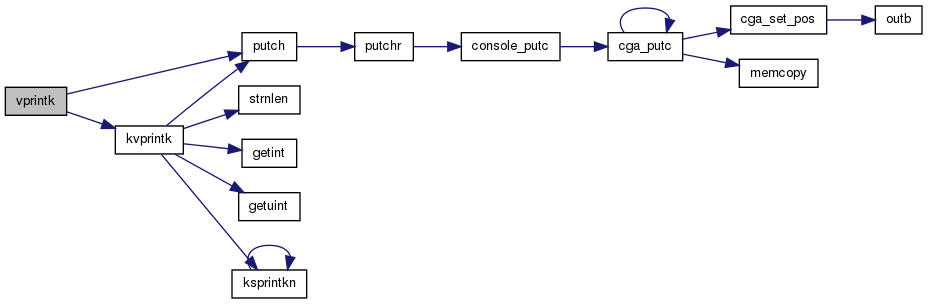 vprintk
kvprintk
putch
strnlen
getint
getuint
ksprintkn
putchr
console_putc
cga_putc
cga_set_pos
memcopy
outb